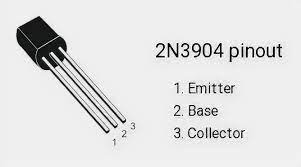 2N3904 pinout
1. Emitter
2. Base
3. Collector
1 2 3